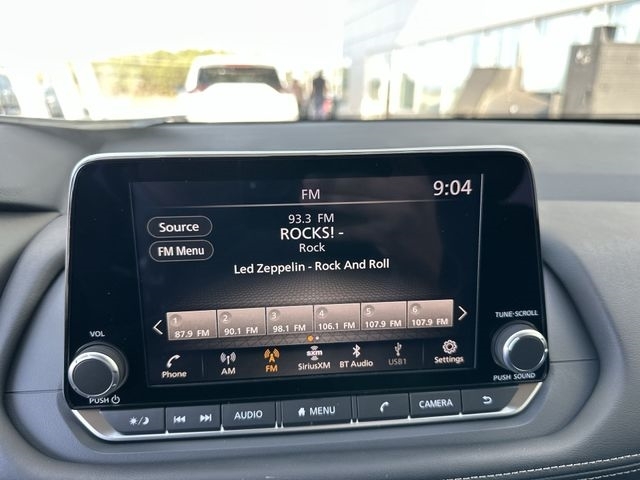 FM
9:04
Source
93.3 FM
ROCKS! -
FM Menu
Rock
Led Zeppelin - Rock And Roll
1 2 3 4 5 6
87.9 FM 90.1 FM 98.1 FM 106.1 FM 107.9 FM 107.9 FM
Phone AM FM SiriusXM BT Audio USB1 Settings
sxm
VOL
PUSH
TUNE·SCROLL
PUSH SOUND
AUDIO MENU CAMERA